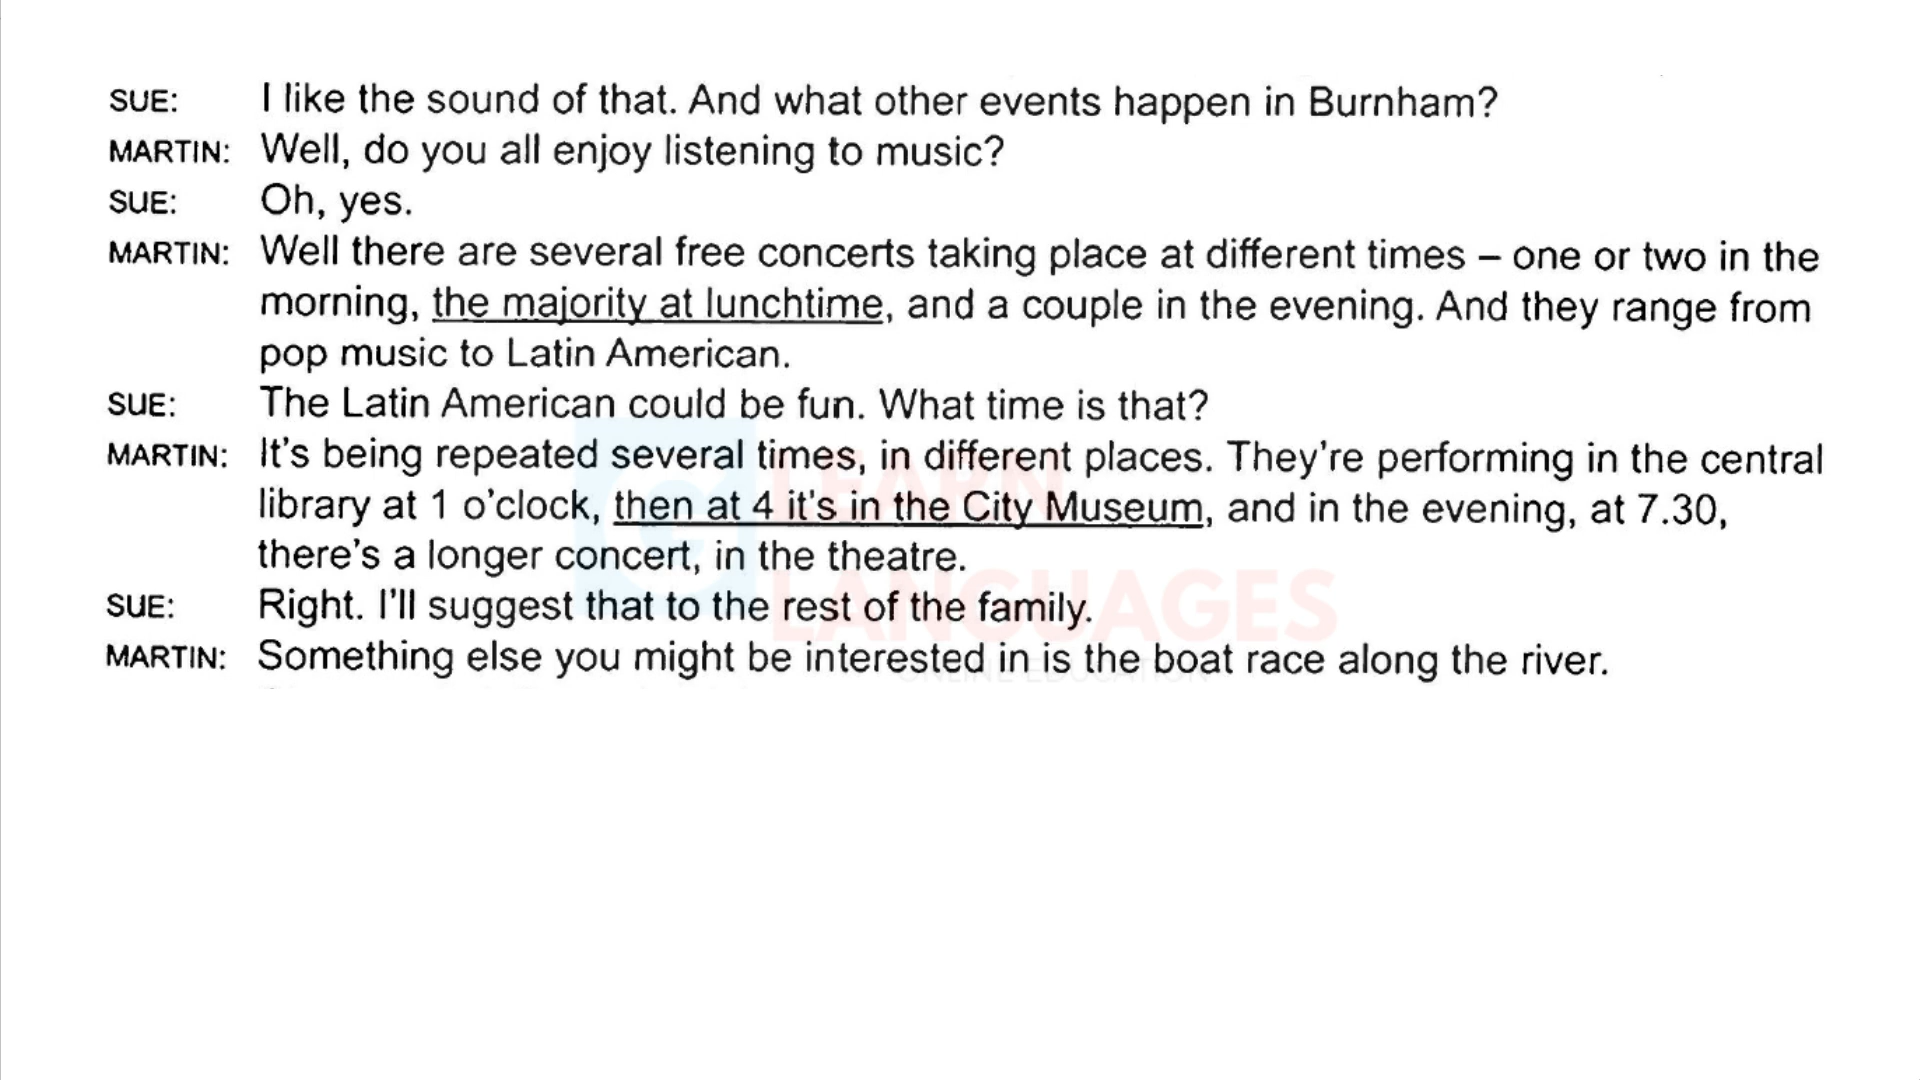 SUE: I like the sound of that. And what other events happen in Burnham?
MARTIN: Well, do you all enjoy listening to music?
SUE: Oh, yes.
MARTIN: Well there are several free concerts taking place at different times – one or two in the
morning, the majority at lunchtime, and a couple in the evening. And they range from
pop music to Latin American.
SUE: The Latin American could be fun. What time is that?
MARTIN: It's being repeated several times, in different places. They're performing in the central
library at 1 o'clock, then at 4 it's in the City Museum, and in the evening, at 7.30,
there's a longer concert, in the theatre.
SUE: Right. I'll suggest that to the rest of the family.
MARTIN: Something else you might be interested in is the boat race along the river.
LEARN
LANGUAGES
ONLINE EDUCATION